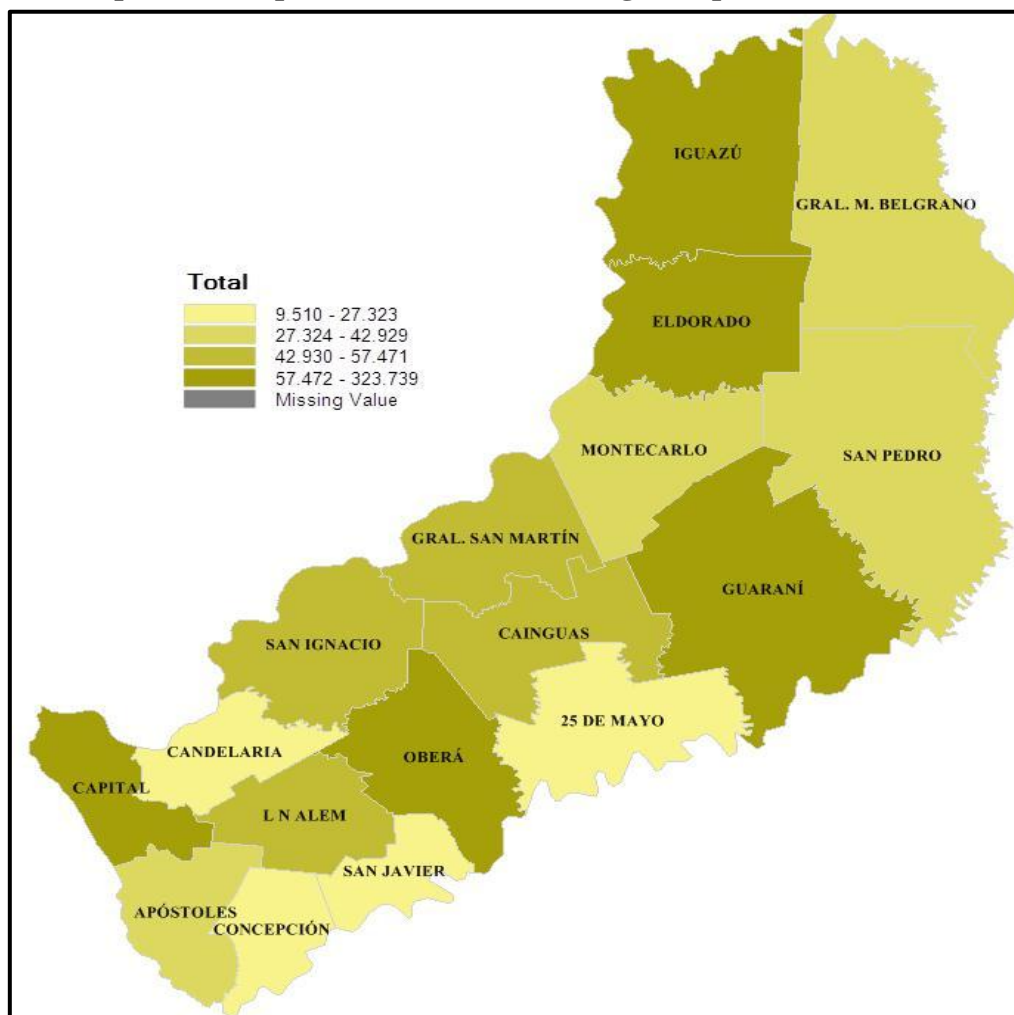 IGUAZÚ
GRAL. M. BELGRANO
Total
9.510 - 27.323
27.324 - 42.929
42.930 - 57.471
57.472 - 323.739
Missing Value
ELDORADO
MONTECARLO
SAN PEDRO
GRAL. SAN MARTÍN
GUARANÍ
CAINGUAS
SAN IGNACIO
25 DE MAYO
CANDELARIA
OBERÁ
CAPITAL
L N ALEM
SAN JAVIER
APÓSTOLES
CONCEPCIÓN